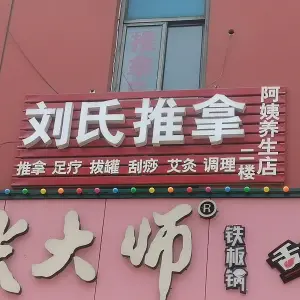 刘氏推拿
阿姨养生店
二楼
推拿 足疗 拔罐 刮痧 艾灸 调理
大师®
铁板锅